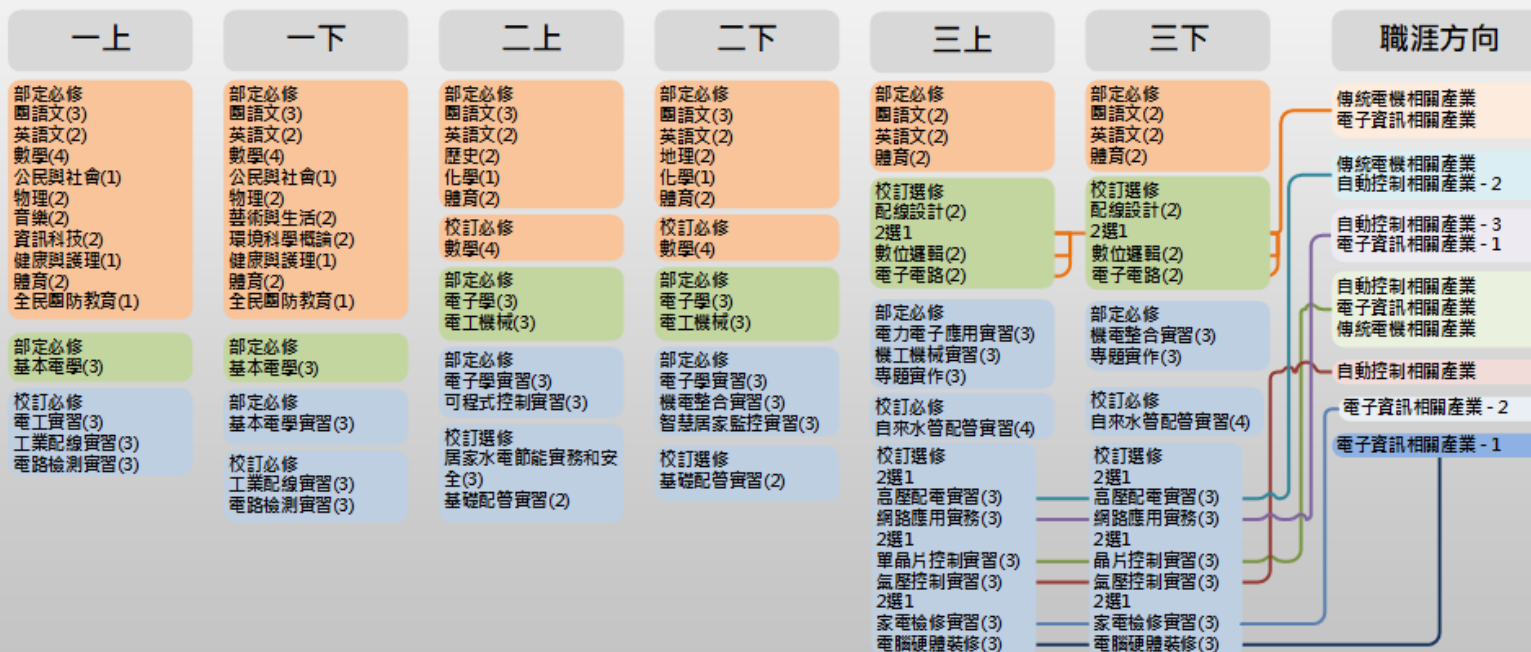 一上
部定必修
國語文(3)
英語文(2)
數學(4)
公民與社會(1)
物理(2)
音樂(2)
資訊科技(2)
健康與護理(1)
體育(2)
全民國防教育(1)
部定必修
基本電學(3)
校訂必修
電工實習(3)
工業配線實習(3)
電路檢測實習(3)
一下
部定必修
國語文(3)
英語文(2)
數學(4)
公民與社會(1)
物理(2)
藝術與生活(2)
環境科學概論(2)
健康與護理(1)
體育(2)
全民國防教育(1)
部定必修
基本電學(3)
部定必修
基本電學實習(3)
校訂必修
工業配線實習(3)
電路檢測實習(3)
二上
部定必修
國語文(3)
英語文(2)
歷史(2)
化學(1)
體育(2)
校訂必修
數學(4)
部定必修
電子學(3)
電工機械(3)
部定必修
電子學實習(3)
可程式控制實習(3)
校訂選修
居家水電節能實務和安
全(3)
基礎配管實習(2)
二下
部定必修
國語文(3)
英語文(2)
地理(2)
化學(1)
體育(2)
校訂必修
數學(4)
部定必修
電子學(3)
電工機械(3)
部定必修
電子學實習(3)
機電整合實習(3)
智慧居家監控實習(3)
校訂選修
基礎配管實習(2)
三上
部定必修
國語文(2)
英語文(2)
體育(2)
校訂選修
配線設計(2)
2選1
數位邏輯(2)
電子電路(2)
部定必修
電力電子應用實習(3)
機工機械實習(3)
專題實作(3)
校訂必修
自來水管配管實習(4)
校訂選修
2選1
高壓配電實習(3)
網路應用實務(3)
2選1
單晶片控制實習(3)
氣壓控制實習(3)
2選1
家電檢修實習(3)
電腦硬體裝修(3)
三下
部定必修
國語文(2)
英語文(2)
體育(2)
校訂選修
配線設計(2)
2選1
數位邏輯(2)
電子電路(2)
部定必修
機電整合實習(3)
專題實作(3)
校訂必修
自來水管配管實習(4)
校訂選修
2選1
高壓配電實習(3)
網路應用實務(3)
2選1
晶片控制實習(3)
氣壓控制實習(3)
2選1
家電檢修實習(3)
電腦硬體裝修(3)
職涯方向
傳統電機相關產業
電子資訊相關產業
傳統電機相關產業
自動控制相關產業 - 2
自動控制相關產業 - 3
電子資訊相關產業 - 1
自動控制相關產業
電子資訊相關產業
傳統電機相關產業
自動控制相關產業
電子資訊相關產業 - 2
電子資訊相關產業 - 1